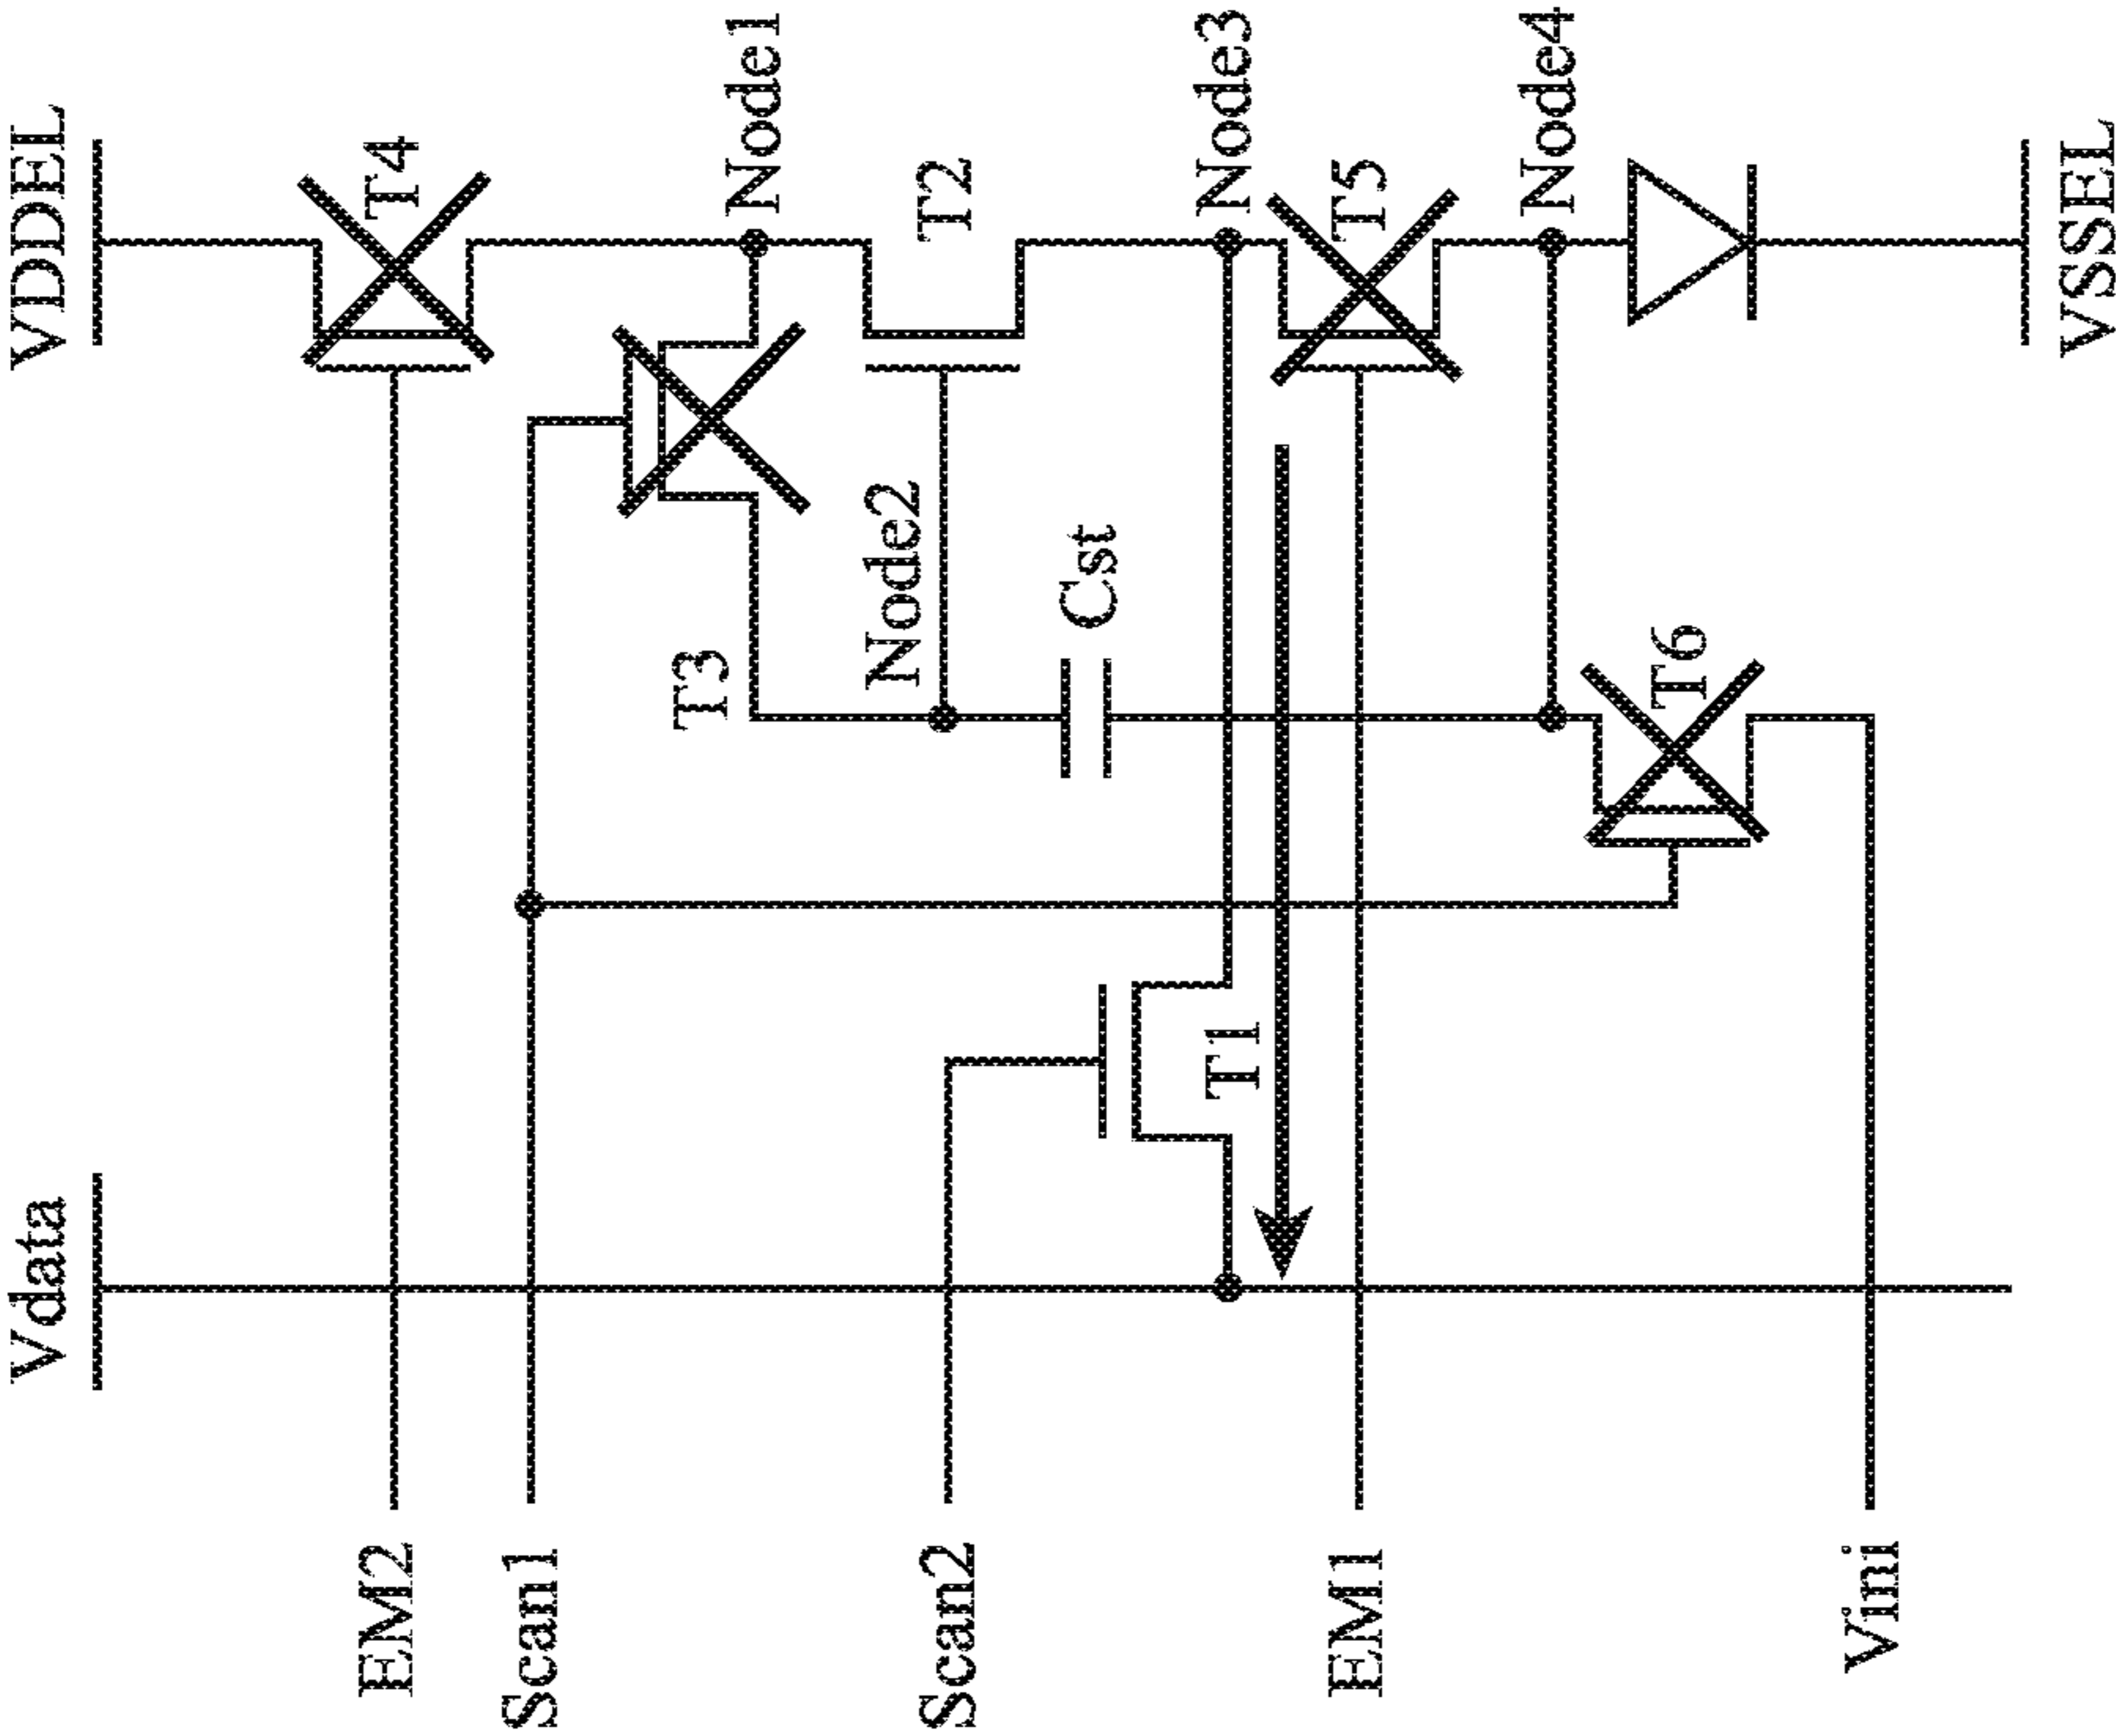 Vdata
VDDEL
EM2
T4
Scan1
T3
Node1
Scan2
Node2
T2
Cst
T1
Node3
EM1
T5
Node4
T6
Vini
VSSEL